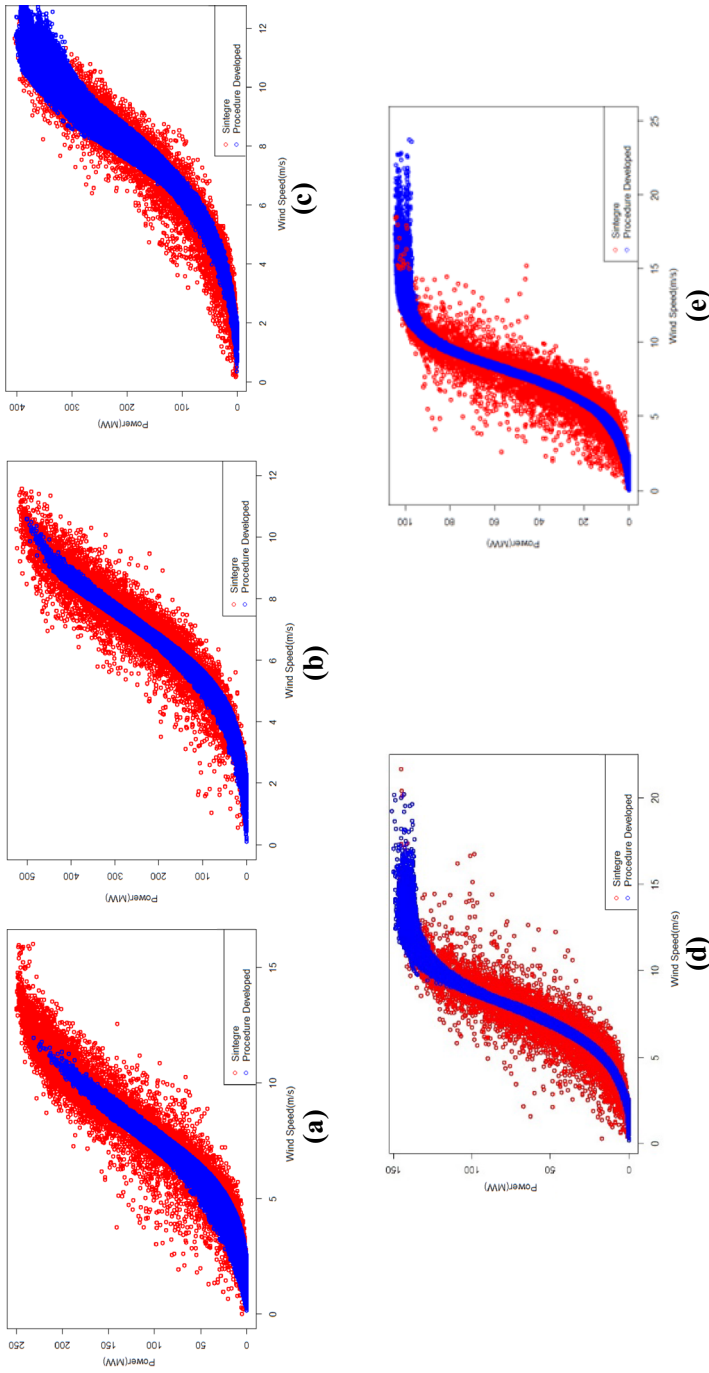 250
200
150
100
50
0
Power(MW)
Sintegre
Procedure Developed
0
5
10
15
Wind Speed(m/s)
(a)
500
400
300
200
100
0
Power(MW)
Sintegre
Procedure Developed
0
2
4
6
8
10
12
Wind Speed(m/s)
(b)
400
300
200
100
0
Power(MW)
Sintegre
Procedure Developed
0
2
4
6
8
10
12
Wind Speed(m/s)
(c)
150
100
50
0
Power(MW)
Sintegre
Procedure Developed
0
5
10
15
20
Wind Speed(m/s)
(d)
100
80
60
40
20
0
Power(MW)
Sintegre
Procedure Developed
0
5
10
15
20
25
Wind Speed(m/s)
(e)